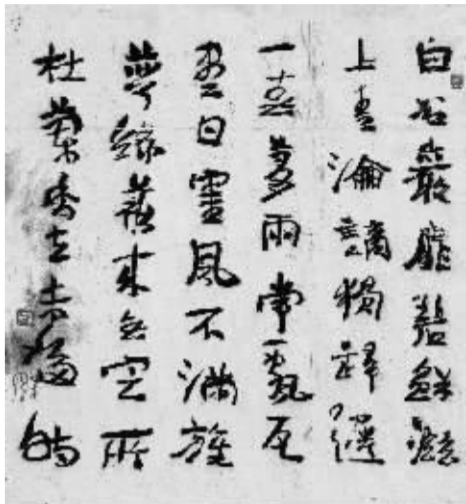 白石巖扉碧蘚滋
上清淪謫得歸遲
一春夢雨常飄瓦
盡日靈風不滿旗
萼綠華來無定所
杜蘭香去未移時